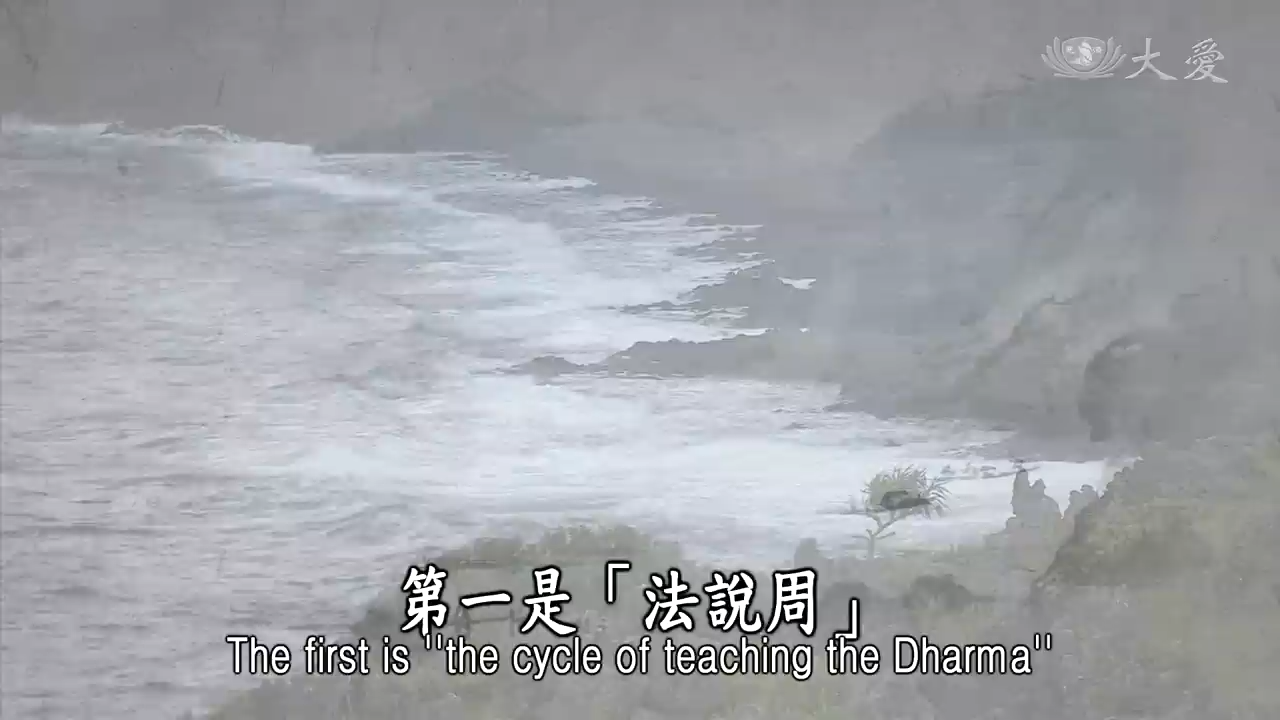 大愛
第一是「法說周」
The first is ''the cycle of teaching the Dharma''